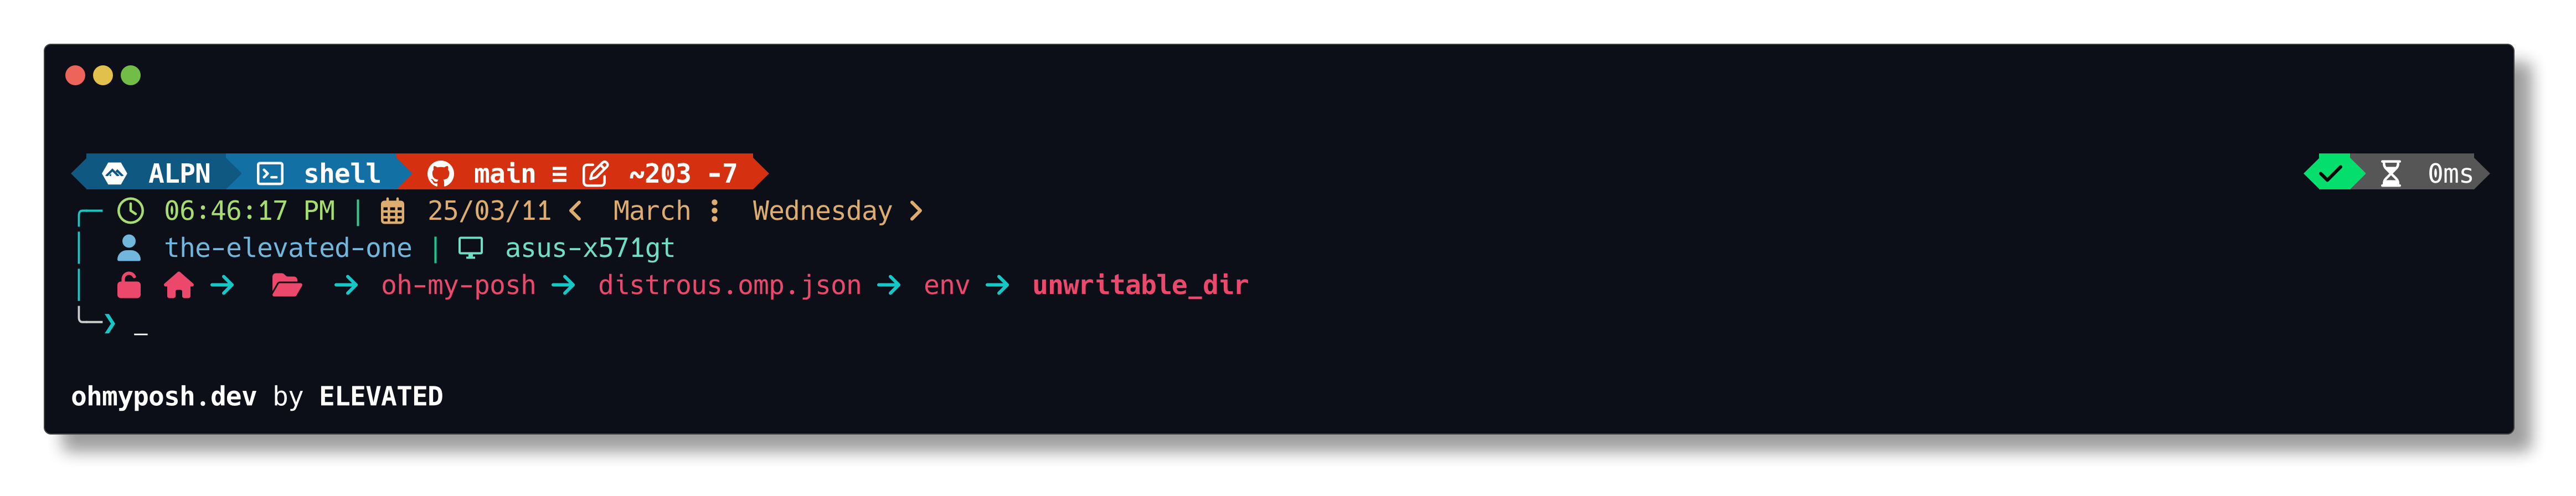 ALPN shell main ≡ ~203 -7 0ms
06:46:17 PM | 25/03/11 < March ⋮ Wednesday >
the-elevated-one | asus-x571gt
→ → oh-my-posh → distrous.omp.json → env → unwritable_dir
❯ _
ohmyposh.dev by ELEVATED